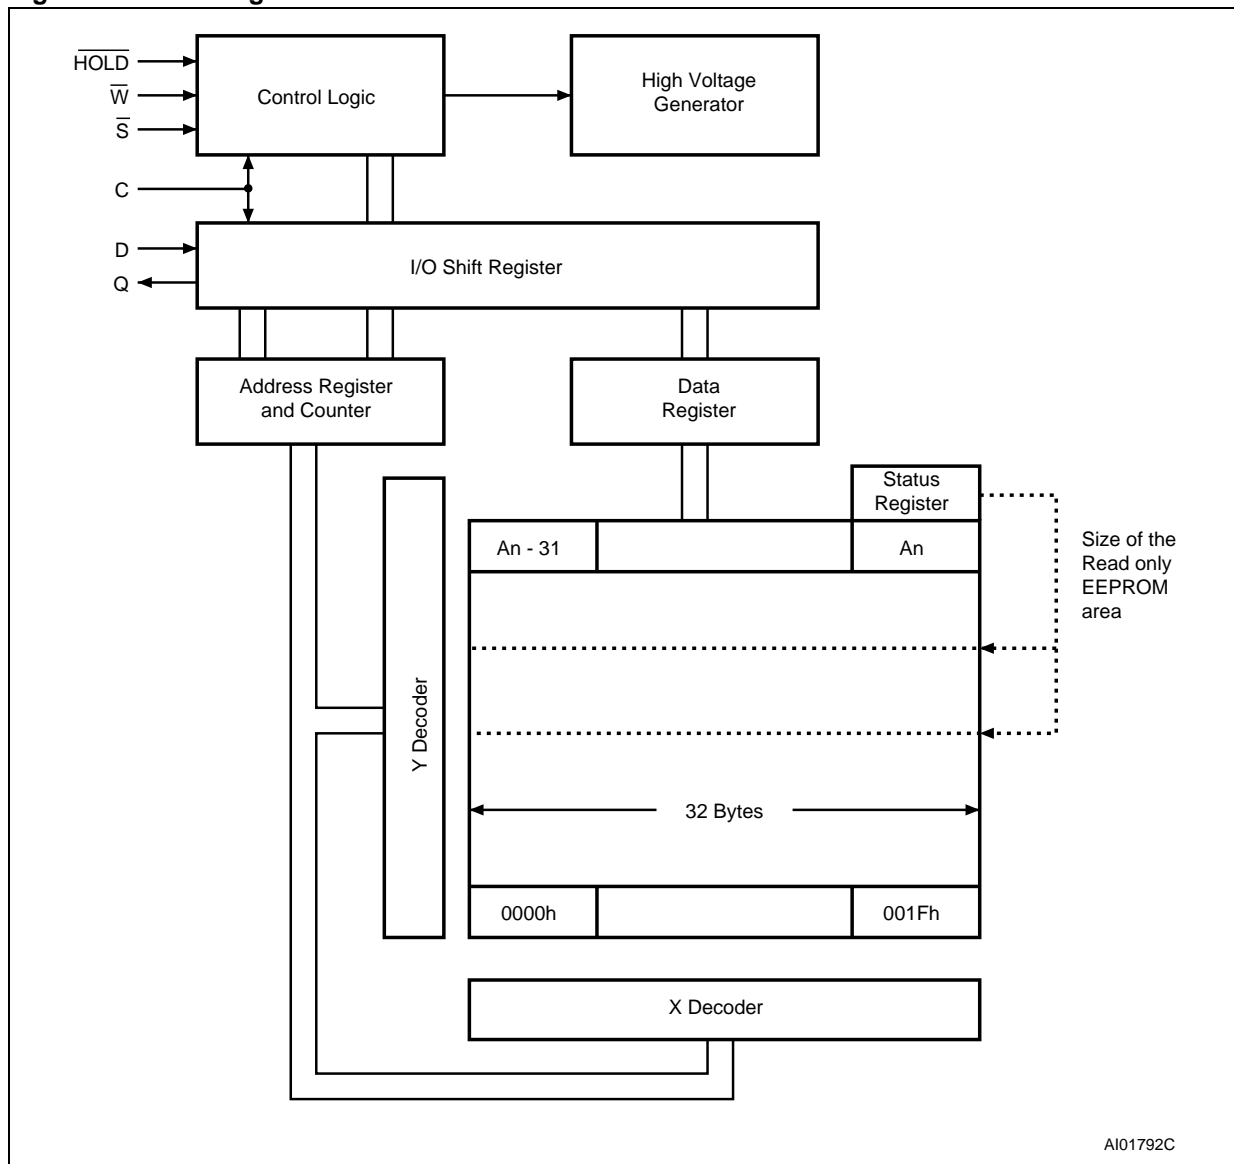 HOLD
W
S
C
D
Q
Control Logic
High Voltage
Generator
I/O Shift Register
Address Register
and Counter
Data
Register
Status
Register
An - 31
An
Size of the
Read only
EEPROM
area
Y Decoder
32 Bytes
0000h
001Fh
X Decoder
AI01792C